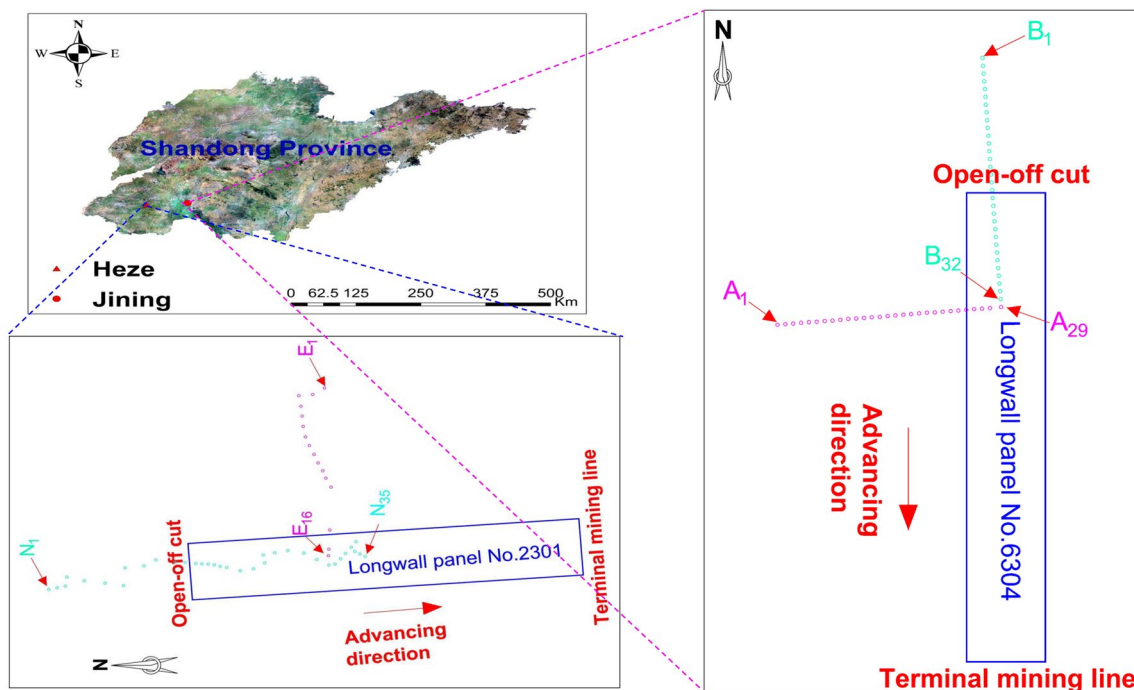 N
W E
S
Shandong Province
Heze
Jining
0 62.5 125 250 375 500
Km
E1
E16
N35
N1
Open-off cut
Longwall panel No.2301
Terminal mining line
Advancing
direction
N
N
B1
Open-off cut
B32
A1
A29
Longwall panel No.6304
Advancing
direction
Terminal mining line